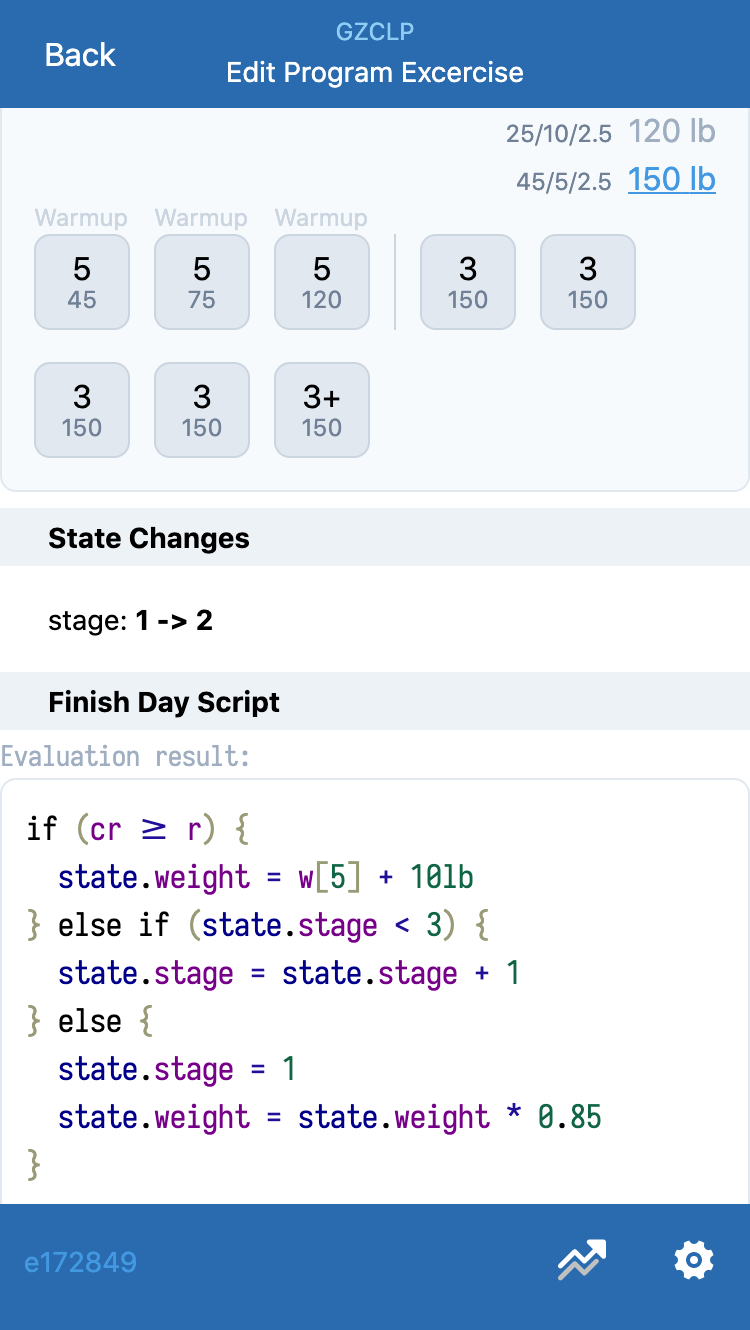 GZCLP
Back
Edit Program Excercise
25/10/2.5 120 lb
45/5/2.5 150 lb
Warmup Warmup Warmup
5 5 5 3 3
45 75 120 150 150
3 3 3+
150 150 150
State Changes
stage: 1 -> 2
Finish Day Script
Evaluation result:
if (cr ≥ r) {
  state.weight = w[5] + 10lb
} else if (state.stage < 3) {
  state.stage = state.stage + 1
} else {
  state.stage = 1
  state.weight = state.weight * 0.85
}
e172849